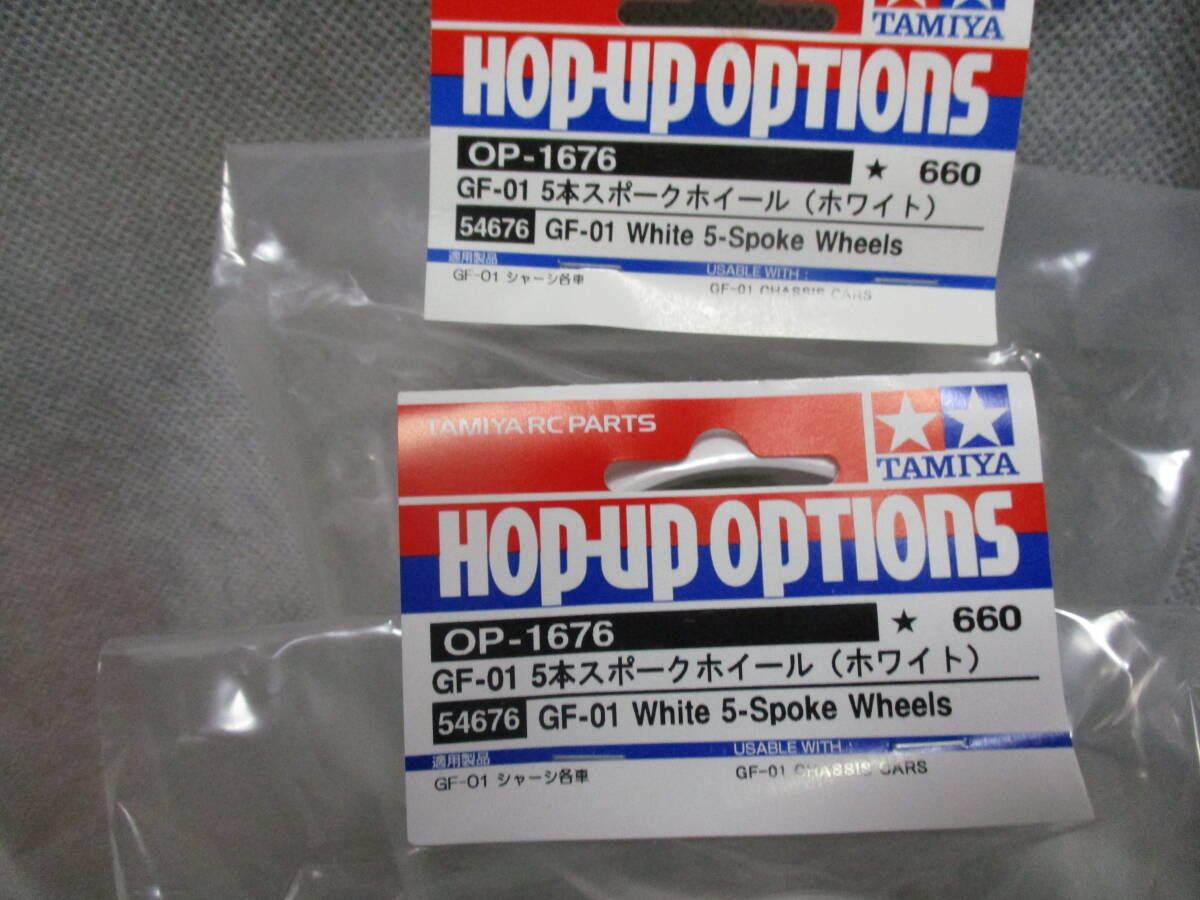 TAMIYA
HOP-UP OPTIONS
OP-1676 ★ 660
GF-01 5本スポークホイール（ホワイト）
54676 GF-01 White 5-Spoke Wheels
適用製品 USABLE WITH :
GF-01 シャーシ各車 GF-01 CHASSIS CARS
TAMIYA RC PARTS
TAMIYA
HOP-UP OPTIONS
OP-1676 ★ 660
GF-01 5本スポークホイール（ホワイト）
54676 GF-01 White 5-Spoke Wheels
適用製品 USABLE WITH :
GF-01 シャーシ各車 GF-01 CHASSIS CARS